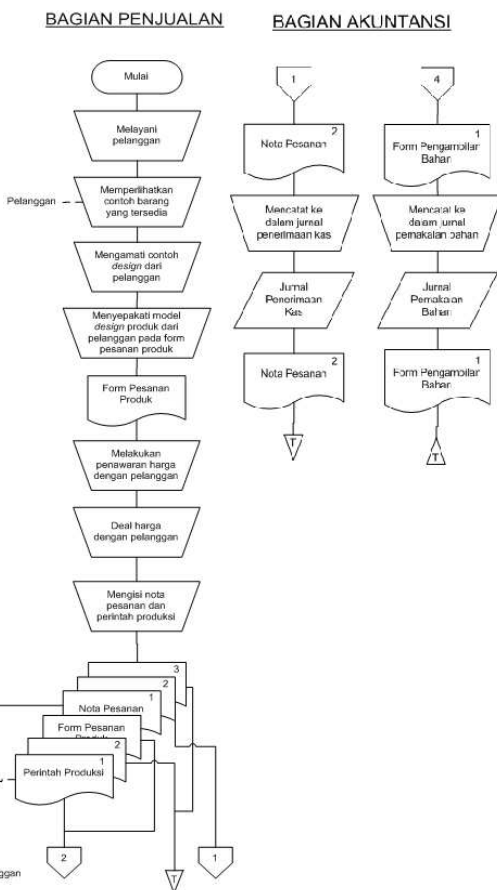 BAGIAN PENJUALAN
Mulai
Melayani
pelanggan
Pelanggan
Memperlihatkan
contoh barang
yang tersedia
Mengamati contoh
design dari
pelanggan
Menyepakati model
design produk dari
pelanggan pada form
pesanan produk
Form Pesanan
Produk
Melakukan
penawaran harga
dengan pelanggan
Deal harga
dengan pelanggan
Mengisi nota
pesanan dan
perintah produksi
3
2
1
Nota Pesanan
Form Pesanan
Produk
2
1
Perintah Produksi
2
T
1
nggan
BAGIAN AKUNTANSI
1
2
Nota Pesanan
Mencatat ke
dalam jurnal
penerimaan kas
Jurnal
Penerimaan
Kas
2
Nota Pesanan
T
4
1
Form Pengambilan
Bahan
Mencatat ke
dalam jurnal
pemakaian bahan
Jurnal
Pemakaian
Bahan
1
Form Pengambilan
Bahan
T